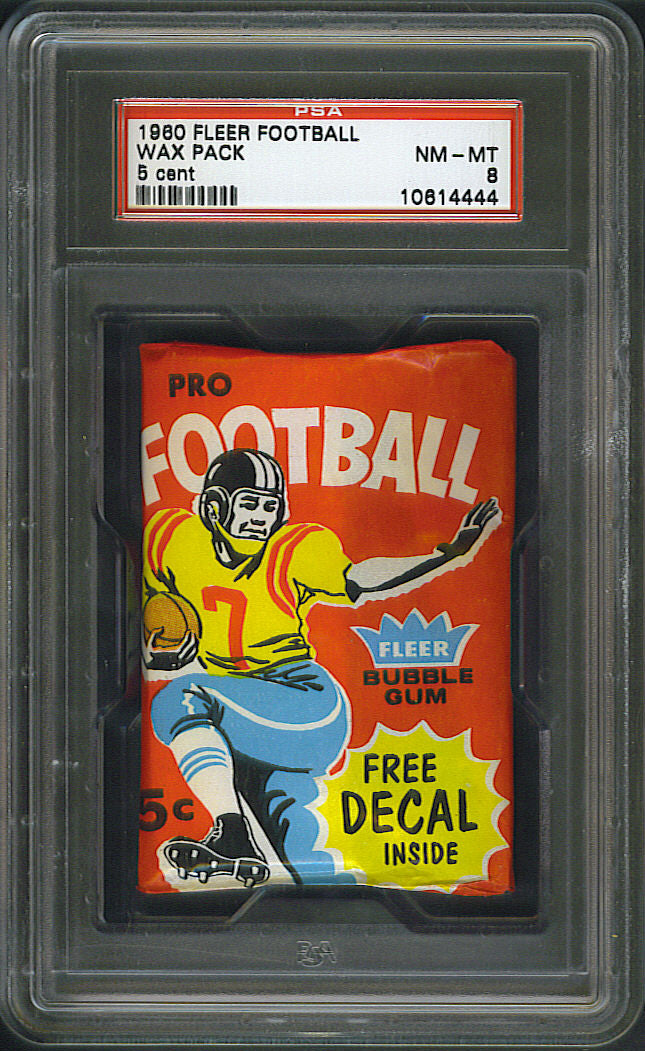 PSA
1960 FLEER FOOTBALL
WAX PACK
NM-MT
5 cent
8
10614444
PRO
FOOTBALL
7
FLEER
BUBBLE
GUM
FREE
DECAL
INSIDE
5¢
PSA